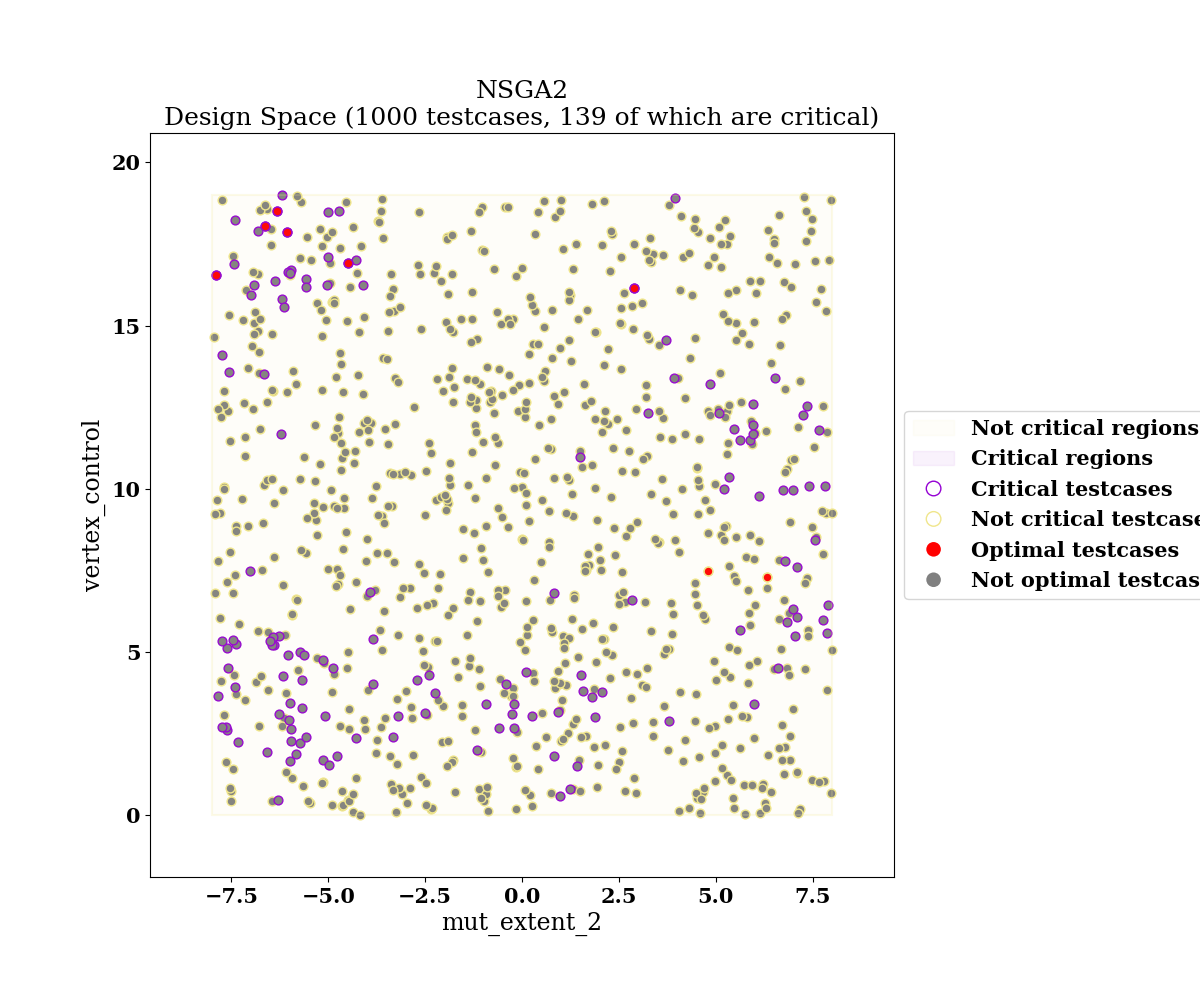 NSGA2
Design Space (1000 testcases, 139 of which are critical)
20
15
10
5
0
vertex_control
−7.5 −5.0 −2.5 0.0 2.5 5.0 7.5
mut_extent_2
Not critical regions
Critical regions
Critical testcases
Not critical testcase
Optimal testcases
Not optimal testcas